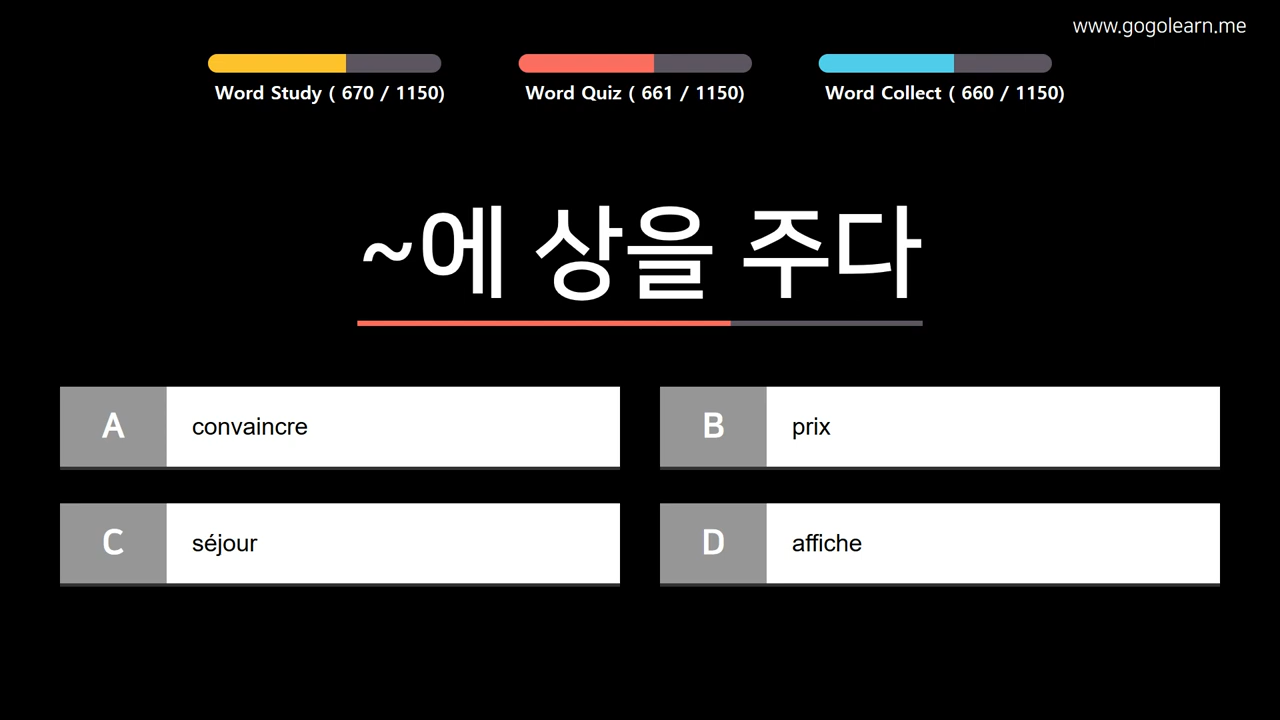 www.gogolearn.me
Word Study ( 670 / 1150)
Word Quiz ( 661 / 1150)
Word Collect ( 660 / 1150)
~에 상을 주다
A convaincre
B prix
C séjour
D affiche